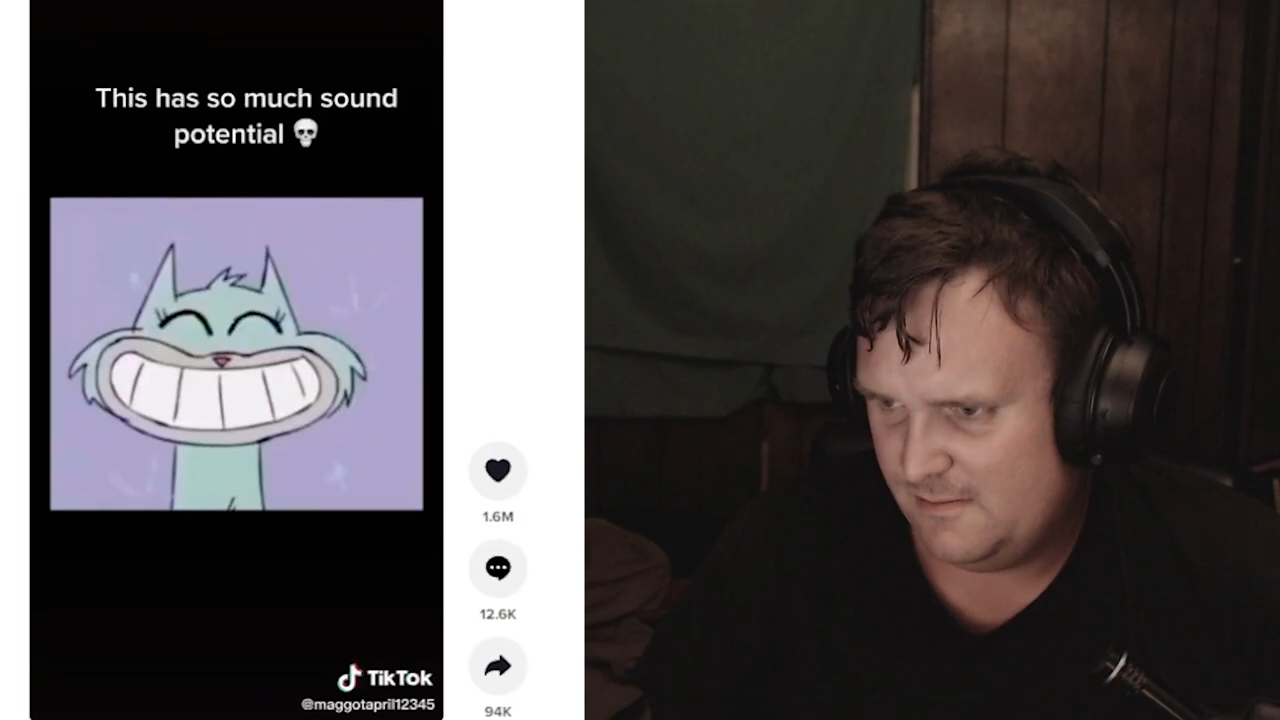 This has so much sound
potential 💀
1.6M
12.6K
94K
TikTok
@maggotapril12345